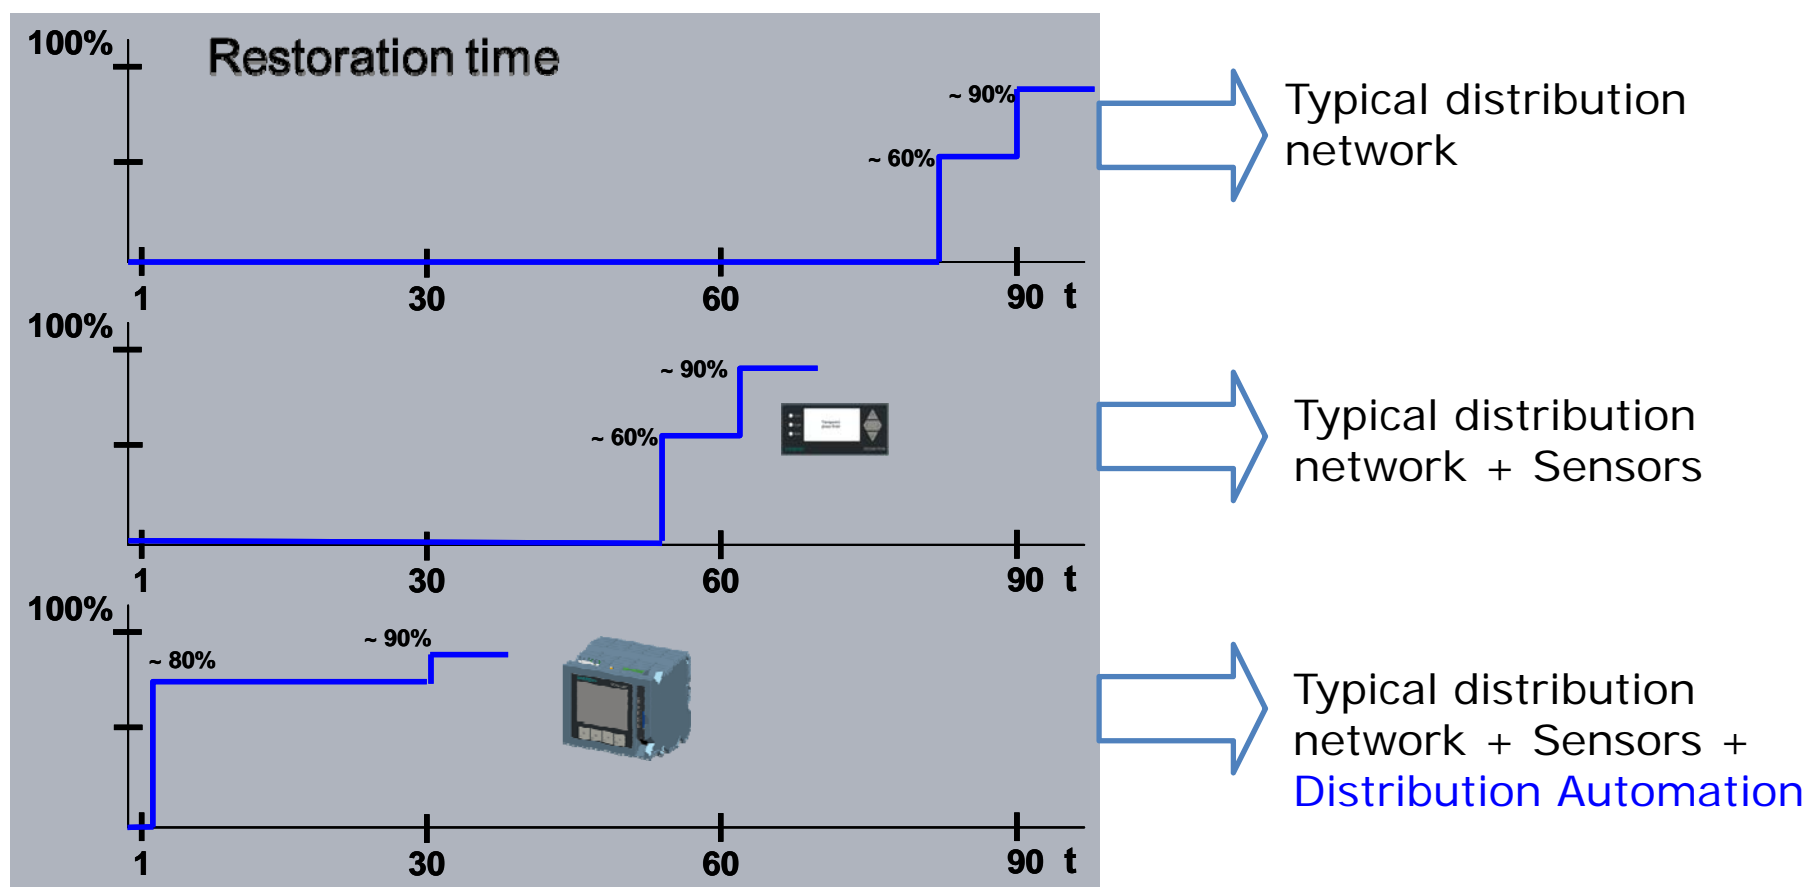 Restoration time
100%
~ 90%
~ 60%
1 30 60 90 t
Typical distribution
network
100%
~ 90%
~ 60%
1 30 60 90 t
Typical distribution
network + Sensors
100%
~ 90%
~ 80%
1 30 60 90 t
Typical distribution
network + Sensors +
Distribution Automation